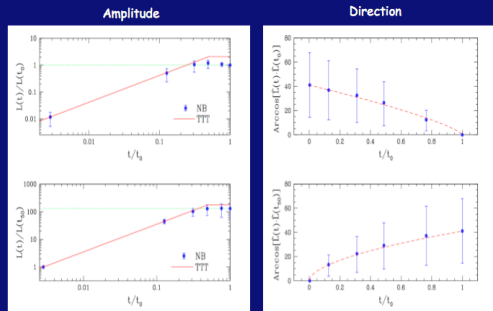 Amplitude
Direction
L(t)/L(t₀)
10
1
0.1
0.01
NB
TTT
0.01
0.1
1
t/t₀
Arccos[L̂(t)·L̂(t₀)]
80
60
40
20
0
0
0.2
0.4
0.6
0.8
1
t/t₀
L(t)/L(t₅₀)
1000
100
10
1
NB
TTT
0.01
0.1
1
t/t₀
Arccos[L̂(t)·L̂(t₅₀)]
80
60
40
20
0
0
0.2
0.4
0.6
0.8
1
t/t₀